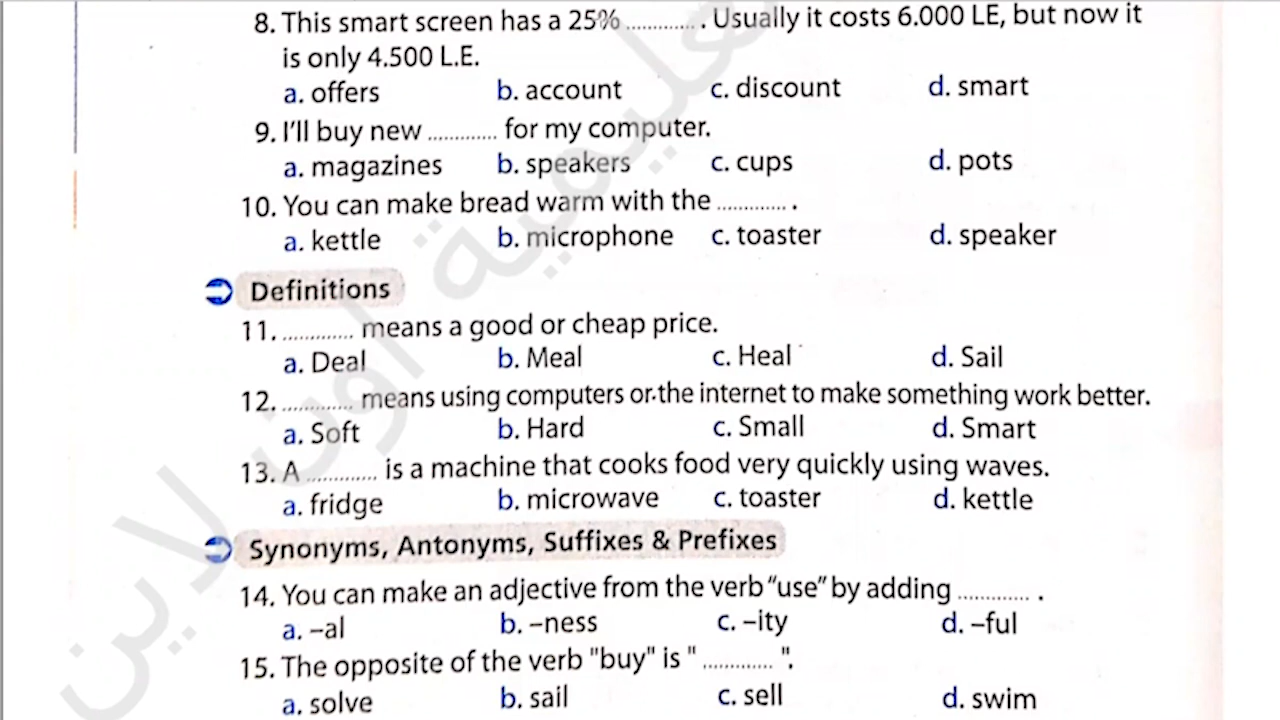 8. This smart screen has a 25% ............. . Usually it costs 6.000 LE, but now it
is only 4.500 L.E.
a. offers b. account c. discount d. smart
9. I'll buy new ............. for my computer.
a. magazines b. speakers c. cups d. pots
10. You can make bread warm with the ............. .
a. kettle b. microphone c. toaster d. speaker
Definitions
11. ............. means a good or cheap price.
a. Deal b. Meal c. Heal d. Sail
12. ............. means using computers or the internet to make something work better.
a. Soft b. Hard c. Small d. Smart
13. A ............. is a machine that cooks food very quickly using waves.
a. fridge b. microwave c. toaster d. kettle
Synonyms, Antonyms, Suffixes & Prefixes
14. You can make an adjective from the verb "use" by adding ............. .
a. –al b. –ness c. –ity d. –ful
15. The opposite of the verb "buy" is " ............. ".
a. solve b. sail c. sell d. swim
اون لاين